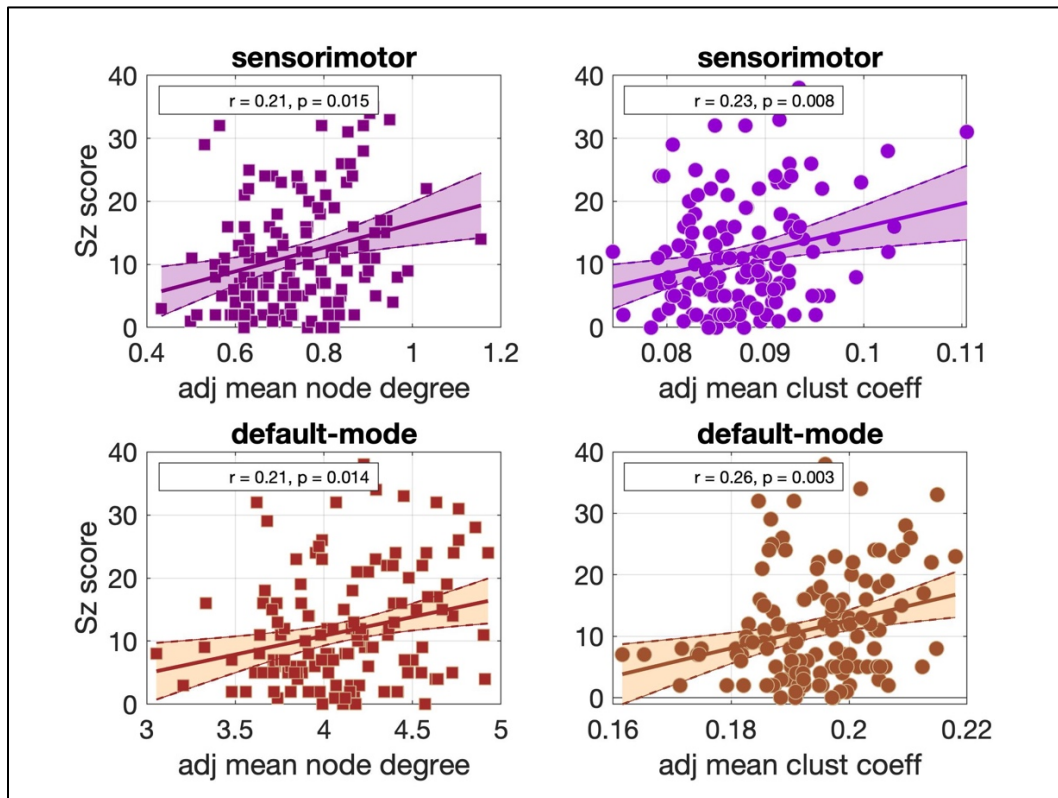 sensorimotor
40
30
20
10
0
Sz score
r = 0.21, p = 0.015
0.4 0.6 0.8 1 1.2
adj mean node degree
sensorimotor
40
30
20
10
0
r = 0.23, p = 0.008
0.08 0.09 0.1 0.11
adj mean clust coeff
default-mode
40
30
20
10
0
Sz score
r = 0.21, p = 0.014
3 3.5 4 4.5 5
adj mean node degree
default-mode
40
30
20
10
0
r = 0.26, p = 0.003
0.16 0.18 0.2 0.22
adj mean clust coeff